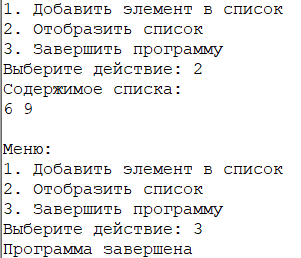 1. Добавить элемент в список
2. Отобразить список
3. Завершить программу
Выберите действие: 2
Содержимое списка:
6 9
Меню:
1. Добавить элемент в список
2. Отобразить список
3. Завершить программу
Выберите действие: 3
Программа завершена